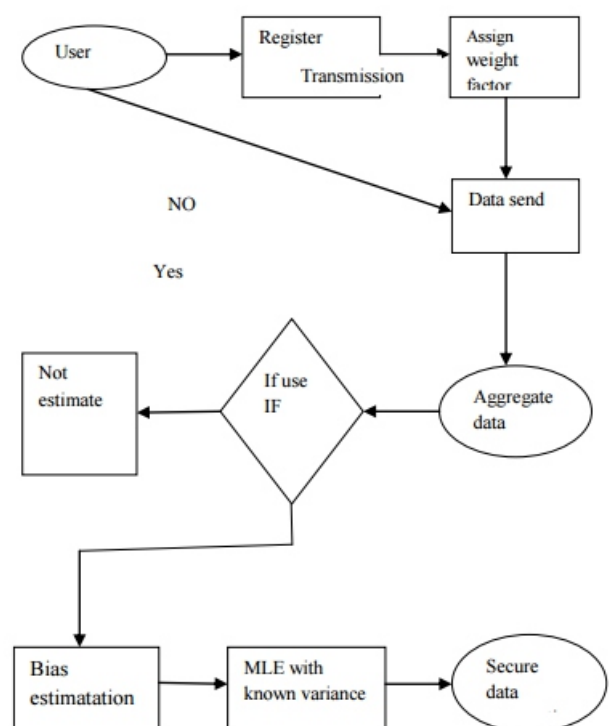 User
Register
Transmission
Assign
weight
factor
Data send
NO
Yes
Not
estimate
If use
IF
Aggregate
data
Bias
estimatation
MLE with
known variance
Secure
data